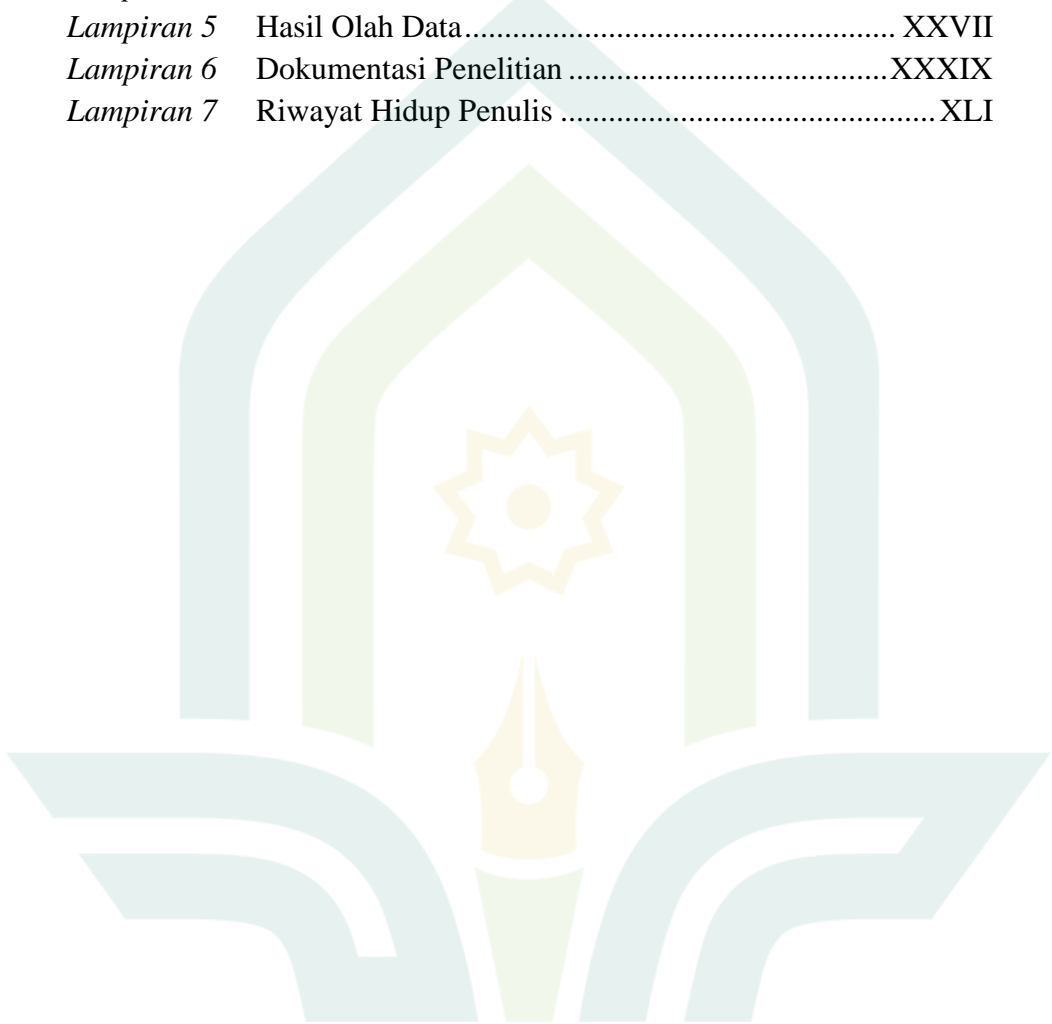 Lampiran 5 Hasil Olah Data..................................................... XXVII
Lampiran 6 Dokumentasi Penelitian .......................................XXXIX
Lampiran 7 Riwayat Hidup Penulis .............................................. XLI